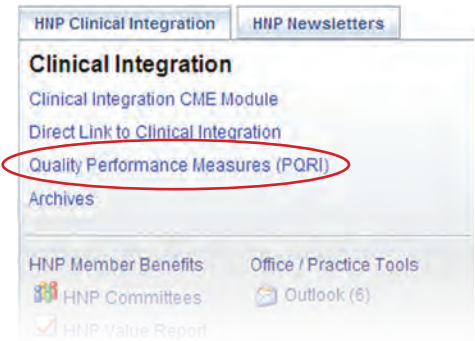 HNP Clinical Integration HNP Newsletters
Clinical Integration
Clinical Integration CME Module
Direct Link to Clinical Integration
Quality Performance Measures (PQRI)
Archives
HNP Member Benefits Office / Practice Tools
HNP Committees Outlook (6)
HNP Value Report